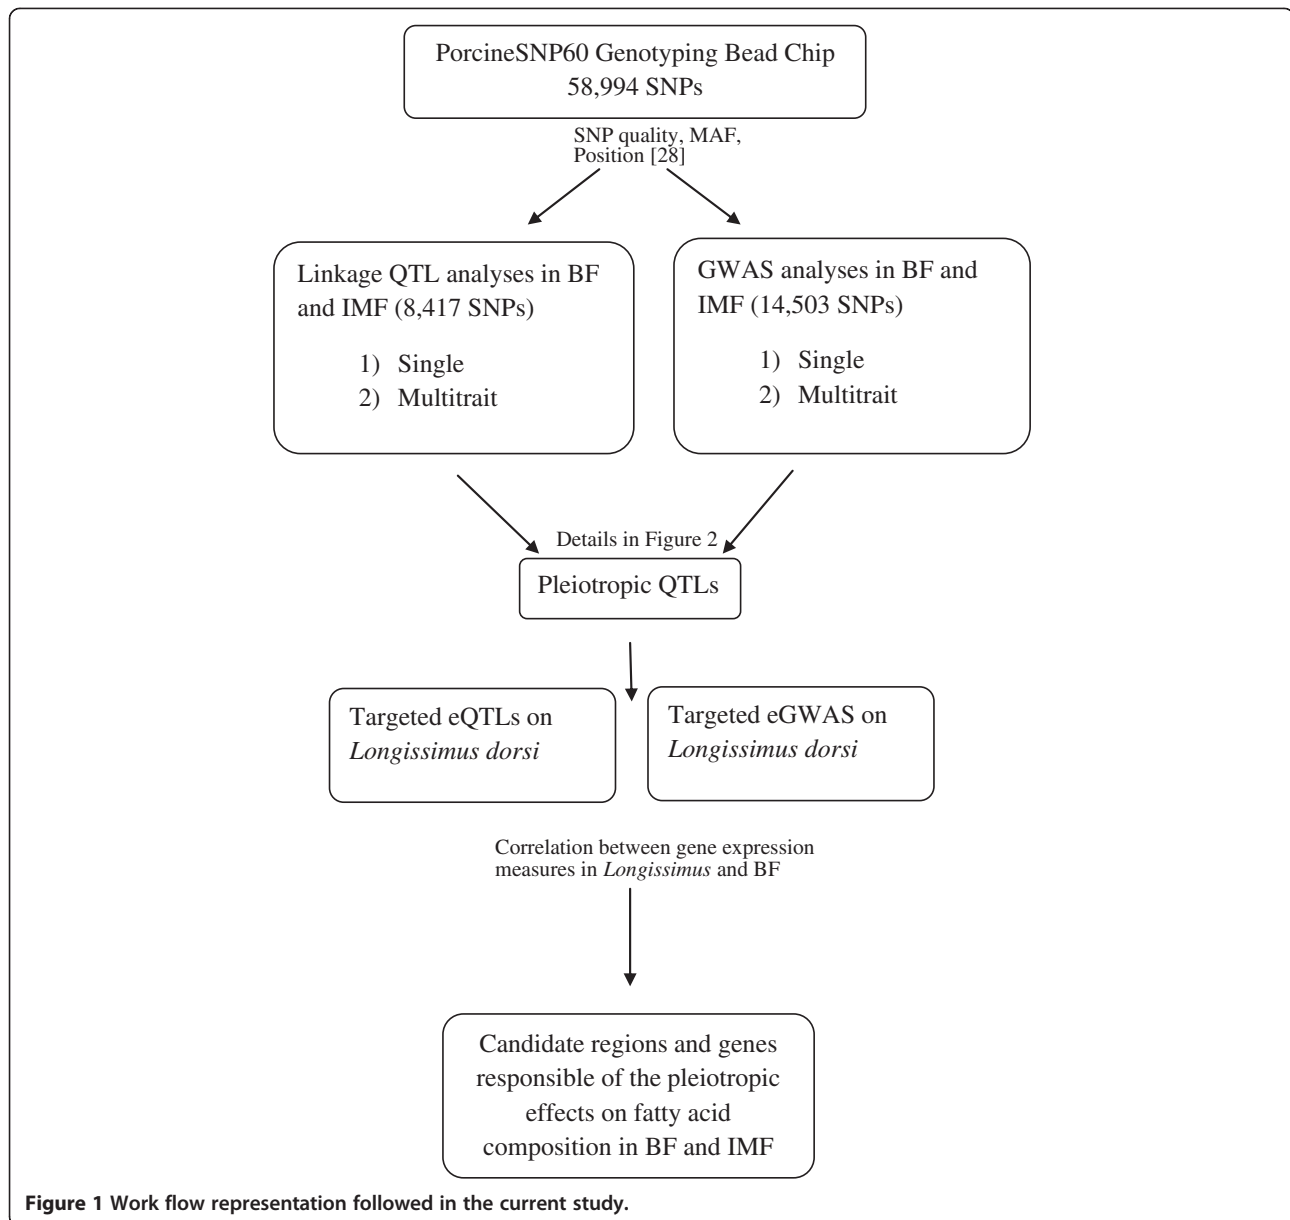 PorcineSNP60 Genotyping Bead Chip
58,994 SNPs
SNP quality, MAF,
Position [28]
Linkage QTL analyses in BF
and IMF (8,417 SNPs)
1) Single
2) Multitrait
GWAS analyses in BF and
IMF (14,503 SNPs)
1) Single
2) Multitrait
Details in Figure 2
Pleiotropic QTLs
Targeted eQTLs on
Longissimus dorsi
Targeted eGWAS on
Longissimus dorsi
Correlation between gene expression
measures in Longissimus and BF
Candidate regions and genes
responsible of the pleiotropic
effects on fatty acid
composition in BF and IMF
Figure 1 Work flow representation followed in the current study.